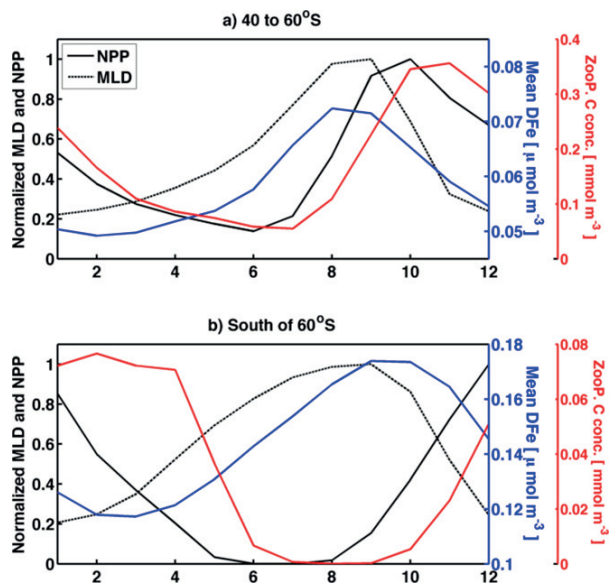 a) 40 to 60°S
Normalized MLD and NPP
1
0.8
0.6
0.4
0.2
0
NPP
MLD
2 4 6 8 10 12
0.08
0.07
0.06
0.05
Mean DFe [ μ mol m⁻³ ]
0.4
0.3
0.2
0.1
0
ZooP. C conc. [ mmol m⁻³ ]
b) South of 60°S
Normalized MLD and NPP
1
0.8
0.6
0.4
0.2
0
2 4 6 8 10 12
0.18
0.16
0.14
0.12
0.1
Mean DFe [ μ mol m⁻³ ]
0.08
0.06
0.04
0.02
0
ZooP. C conc. [ mmol m⁻³ ]